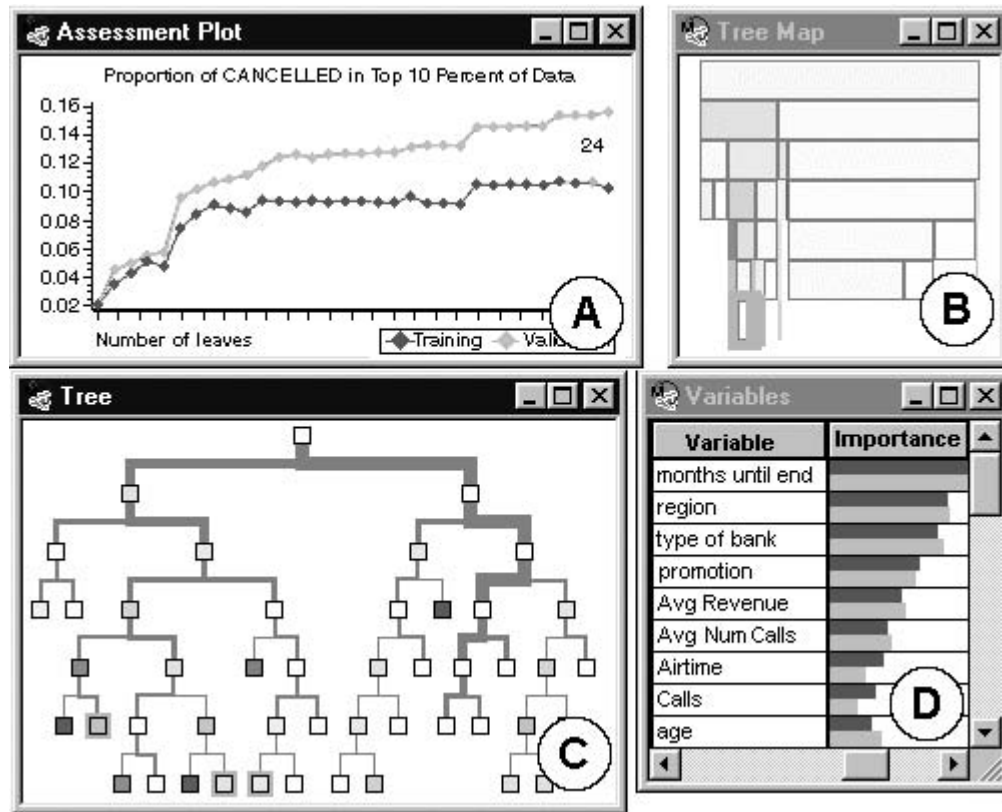 Assessment Plot
Proportion of CANCELLED in Top 10 Percent of Data
0.16
0.14
0.12
0.10
0.08
0.06
0.04
0.02
24
Number of leaves
Training
A
Tree Map
B
Tree
C
Variables
Variable Importance
months until end
region
type of bank
promotion
Avg Revenue
Avg Num Calls
Airtime
Calls
age
D